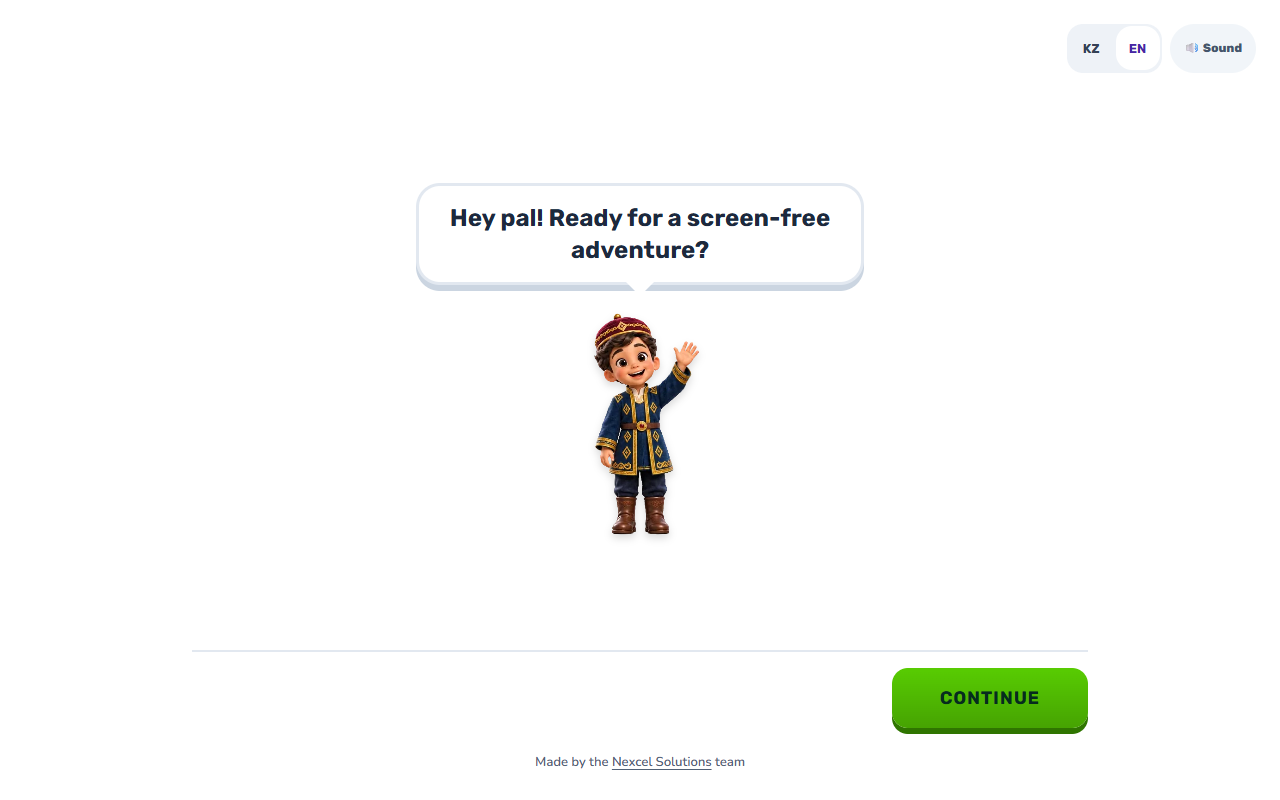 KZ
EN
Sound
Hey pal! Ready for a screen-free
adventure?
CONTINUE
Made by the Nexcel Solutions team